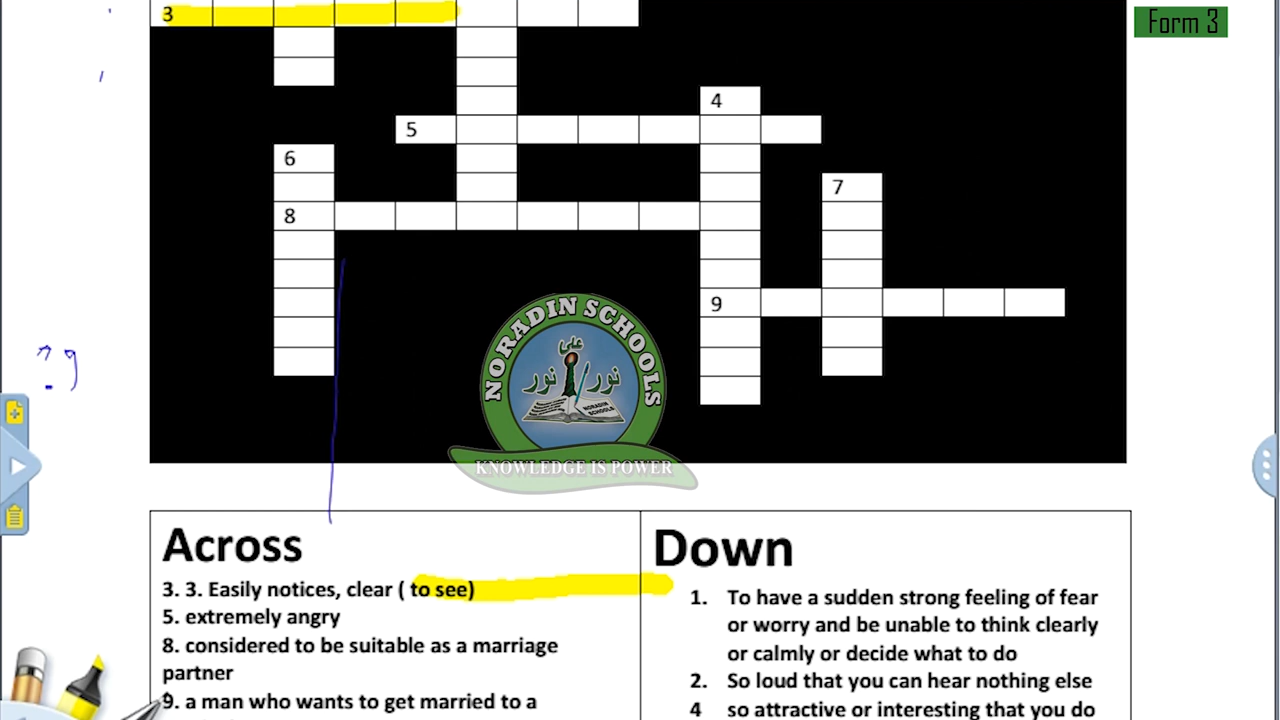 Form 3
3
4
5
6
7
8
9
NORADIN SCHOOLS
على
نور نور
NORADIN SCHOOLS
KNOWLEDGE IS POWER
Across
3. 3. Easily notices, clear ( to see)
5. extremely angry
8. considered to be suitable as a marriage
partner
9. a man who wants to get married to a
Down
1. To have a sudden strong feeling of fear
or worry and be unable to think clearly
or calmly or decide what to do
2. So loud that you can hear nothing else
4 so attractive or interesting that you do